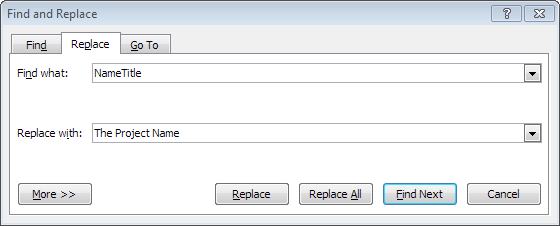 Find and Replace
Find Replace Go To
Find what: NameTitle
Replace with: The Project Name
More >> Replace Replace All Find Next Cancel